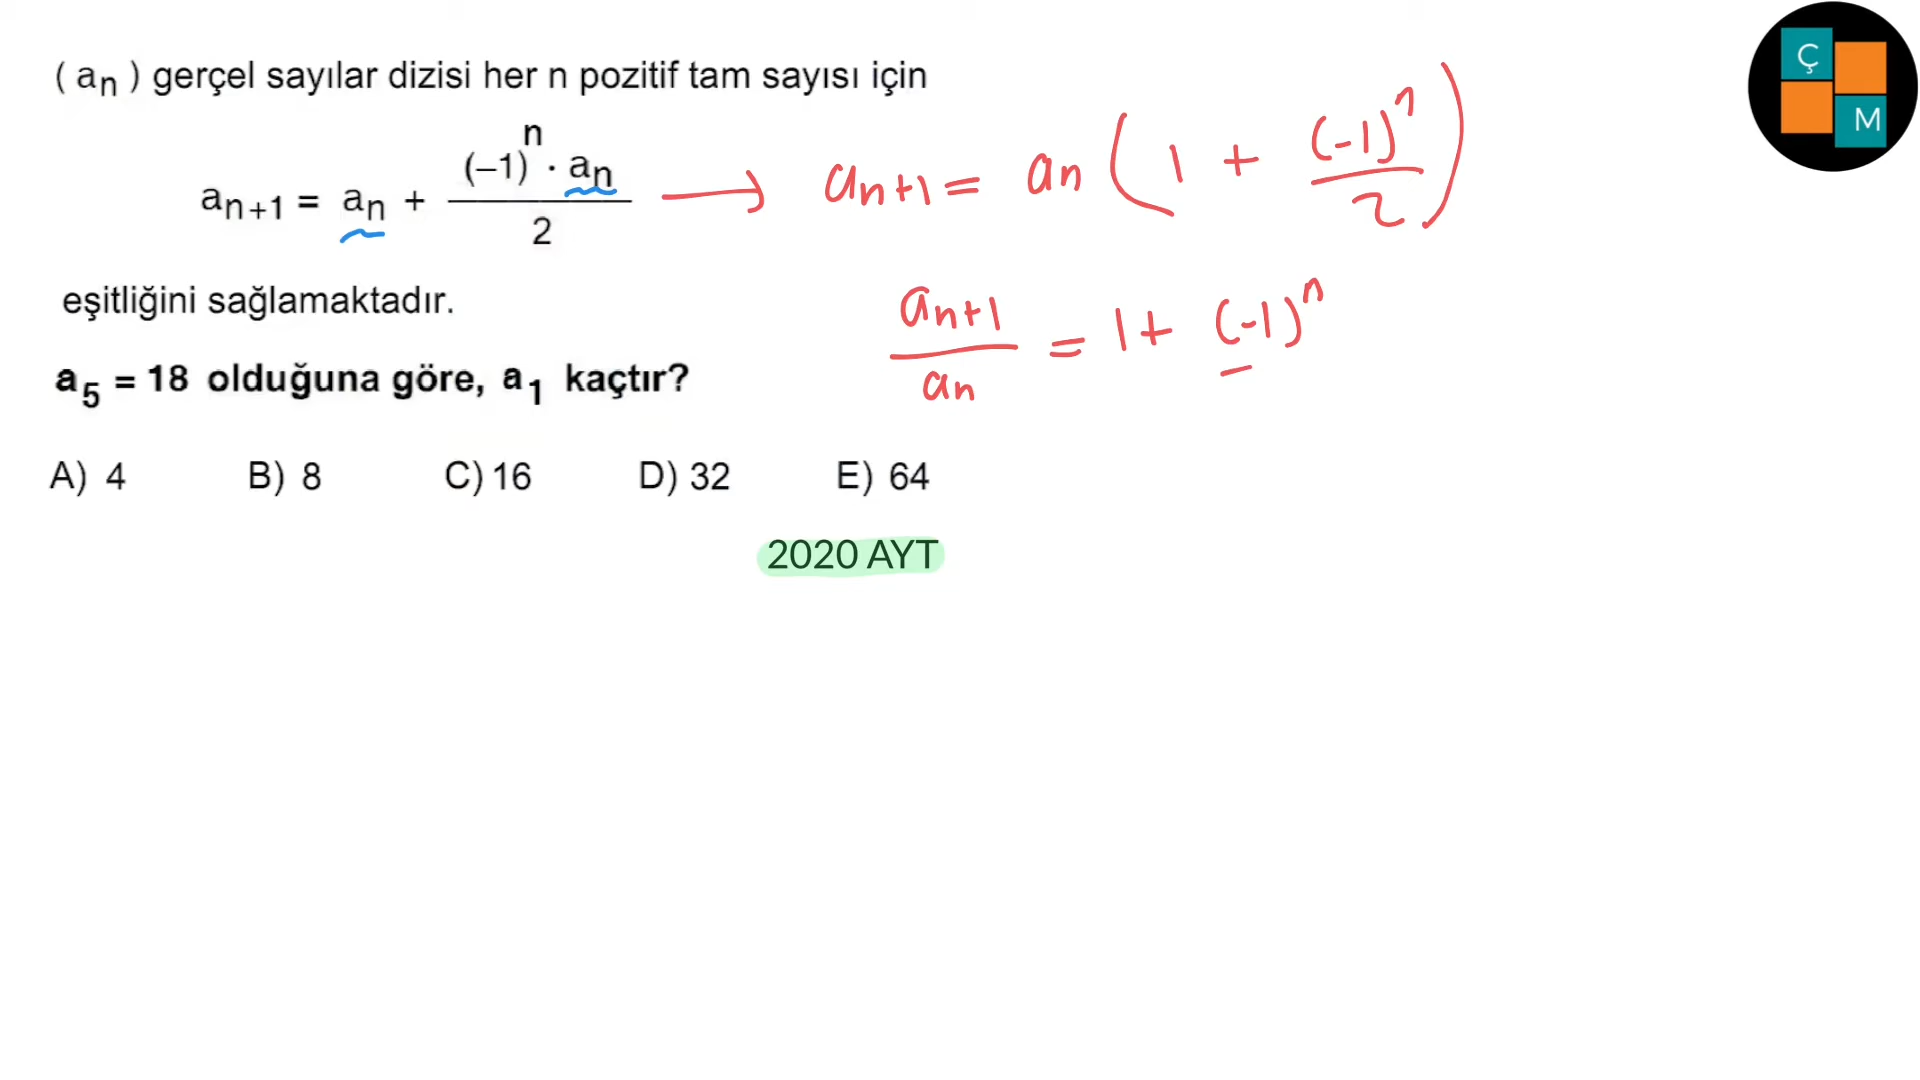 ( aₙ ) gerçel sayılar dizisi her n pozitif tam sayısı için
aₙ₊₁ = aₙ + (–1)ⁿ · aₙ / 2 → aₙ₊₁ = aₙ ( 1 + (-1)ⁿ / 2 )
eşitliğini sağlamaktadır.
aₙ₊₁ / aₙ = 1 + (-1)ⁿ
a₅ = 18 olduğuna göre, a₁ kaçtır?
A) 4 B) 8 C) 16 D) 32 E) 64
2020 AYT
Ç
M